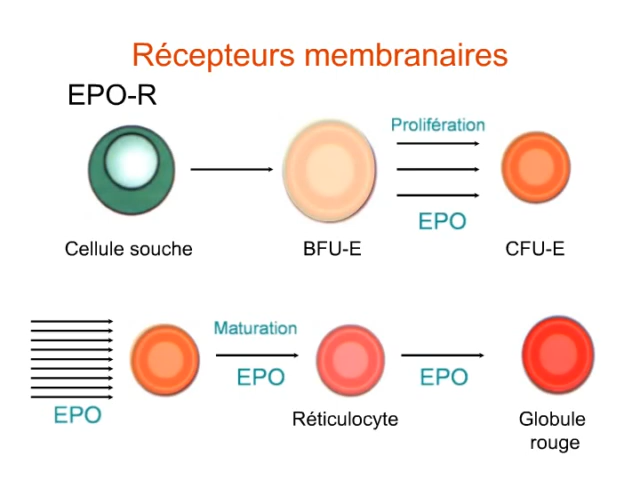 Récepteurs membranaires
EPO-R
Prolifération
EPO
Cellule souche
BFU-E
CFU-E
Maturation
EPO
EPO
EPO
Réticulocyte
Globule
rouge